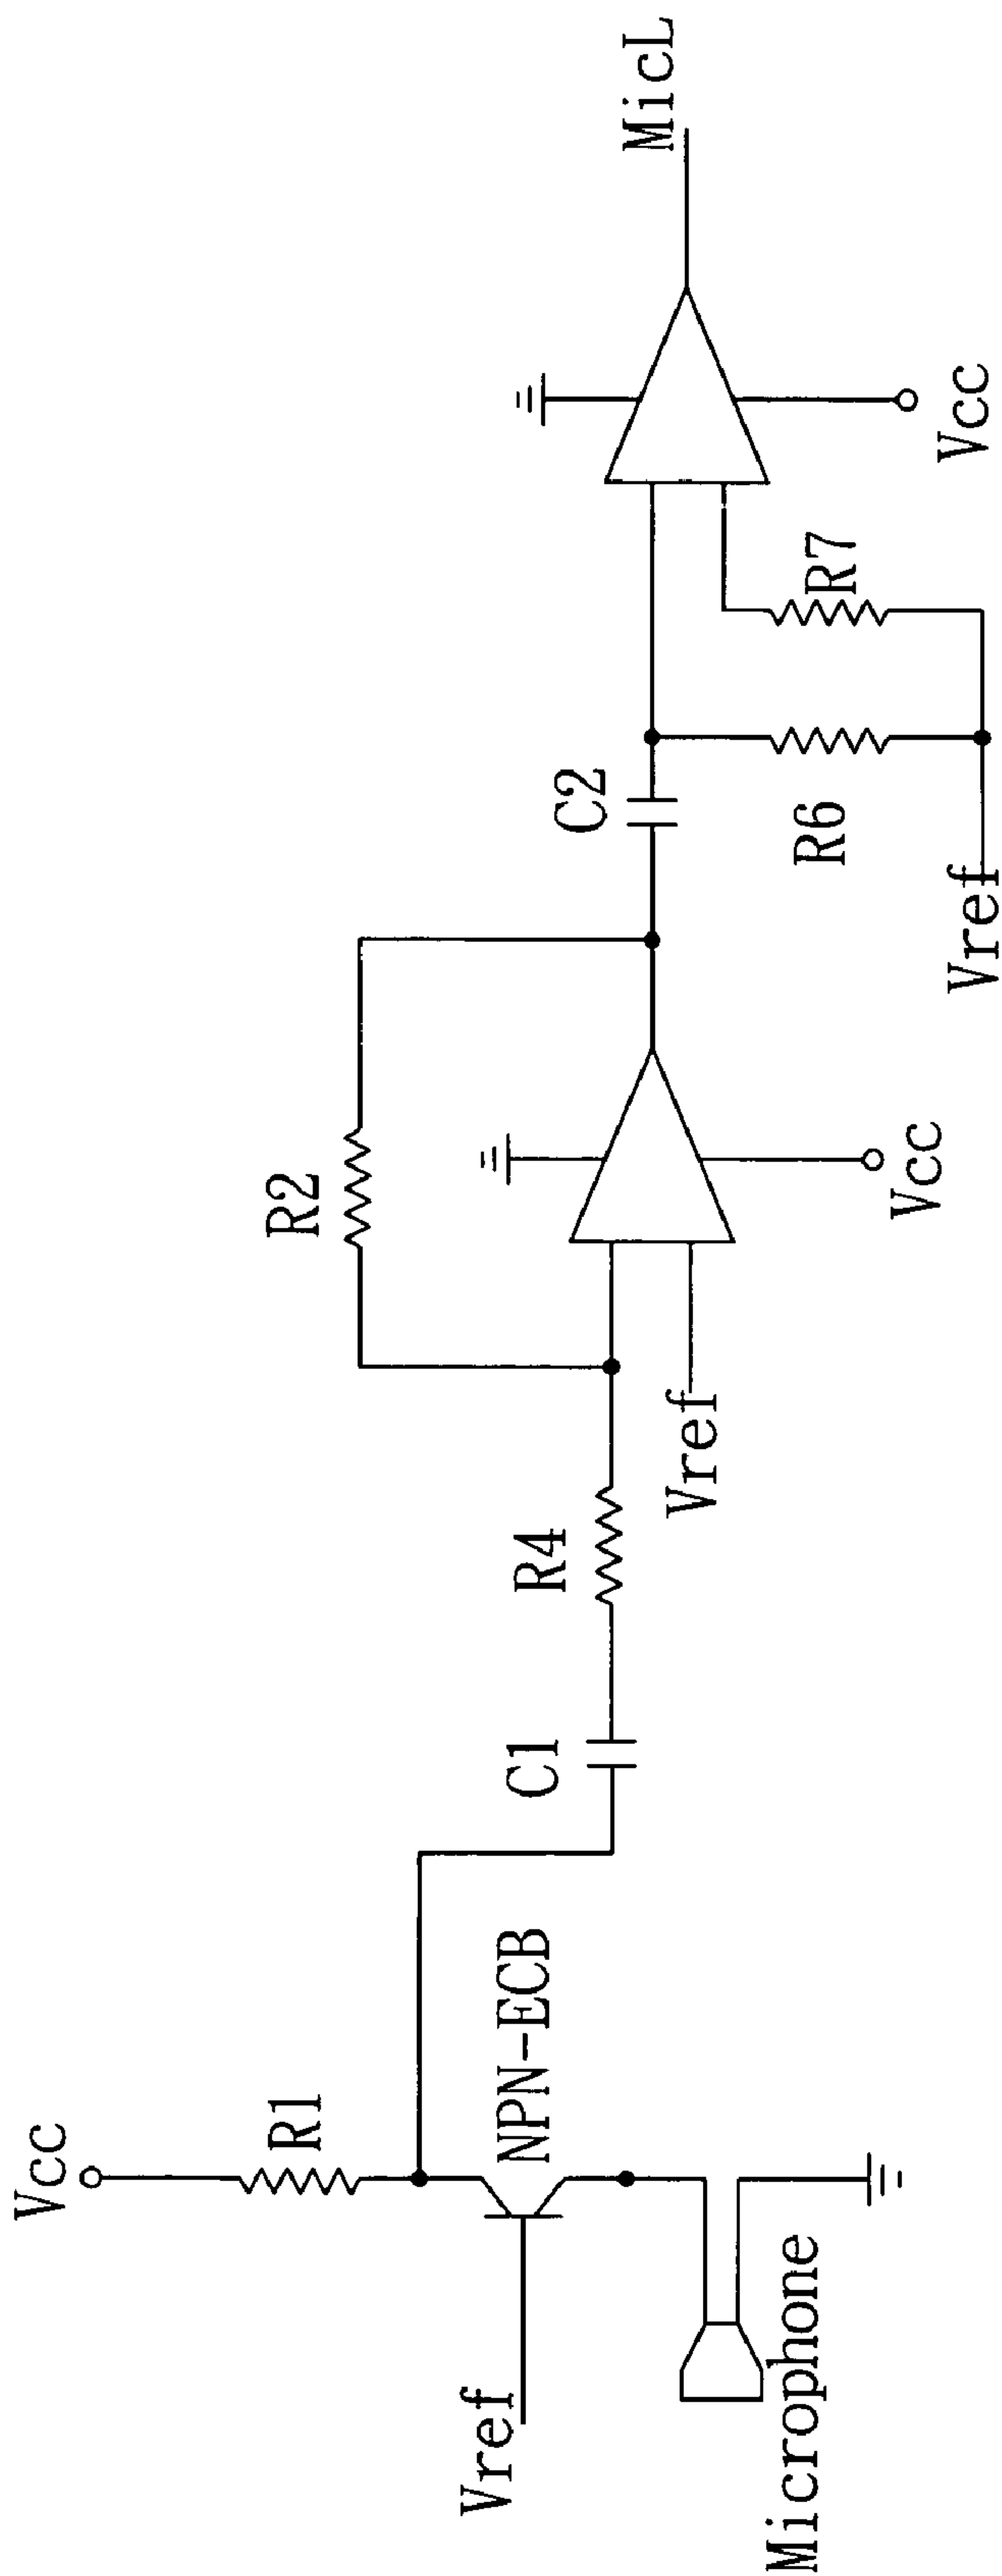 Vcc
R1
Vref
NPN-ECB
Microphone
C1
R4
R2
Vref
Vcc
C2
R6
Vref
R7
Vcc
MicL